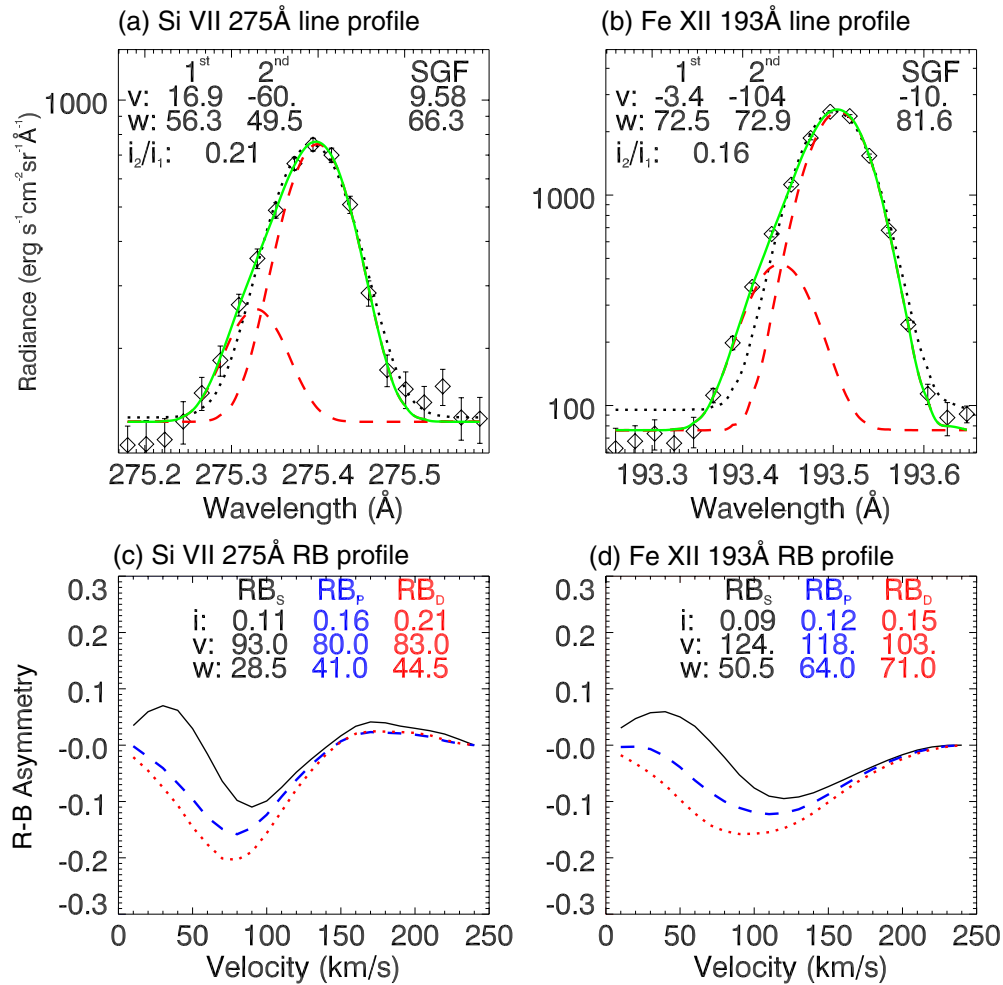 (a) Si VII 275Å line profile
1st 2nd SGF
v: 16.9 -60. 9.58
w: 56.3 49.5 66.3
i2/i1: 0.21
1000
Radiance (erg s-1cm-2sr-1Å-1)
275.2 275.3 275.4 275.5
Wavelength (Å)
(b) Fe XII 193Å line profile
1st 2nd SGF
v: -3.4 -104 -10.
w: 72.5 72.9 81.6
i2/i1: 0.16
1000
100
193.3 193.4 193.5 193.6
Wavelength (Å)
(c) Si VII 275Å RB profile
RBS RBP RBD
i: 0.11 0.16 0.21
v: 93.0 80.0 83.0
w: 28.5 41.0 44.5
0.3
0.2
0.1
-0.0
-0.1
-0.2
-0.3
R-B Asymmetry
0 50 100 150 200 250
Velocity (km/s)
(d) Fe XII 193Å RB profile
RBS RBP RBD
i: 0.09 0.12 0.15
v: 124. 118. 103.
w: 50.5 64.0 71.0
0.3
0.2
0.1
-0.0
-0.1
-0.2
-0.3
0 50 100 150 200 250
Velocity (km/s)